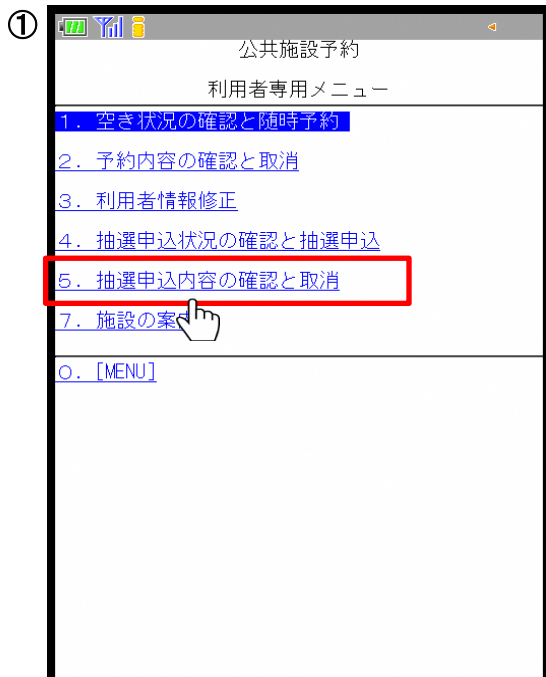 ①
公共施設予約
利用者専用メニュー
１．空き状況の確認と随時予約
２．予約内容の確認と取消
３．利用者情報修正
４．抽選申込状況の確認と抽選申込
５．抽選申込内容の確認と取消
７．施設の案
０．[MENU]